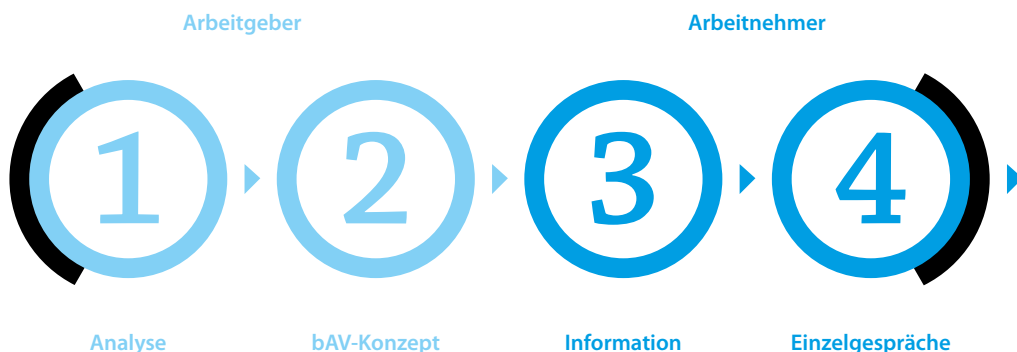 Arbeitgeber Arbeitnehmer
1 2 3 4
Analyse bAV-Konzept Information Einzelgespräche